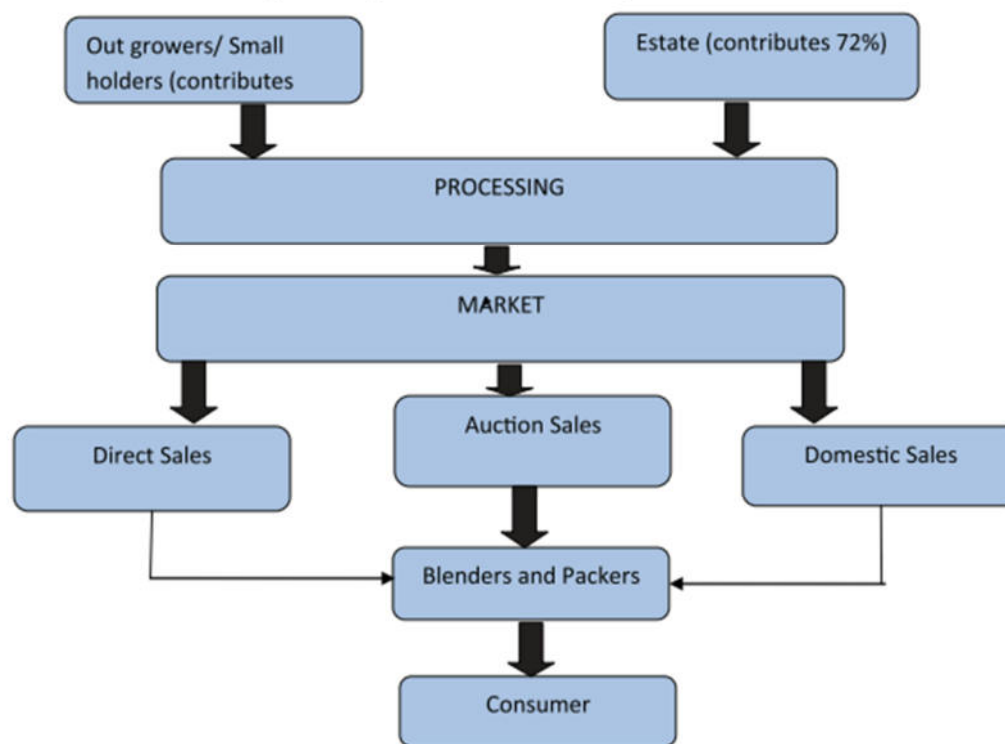 Out growers/ Small
holders (contributes
Estate (contributes 72%)
PROCESSING
MARKET
Direct Sales
Auction Sales
Domestic Sales
Blenders and Packers
Consumer